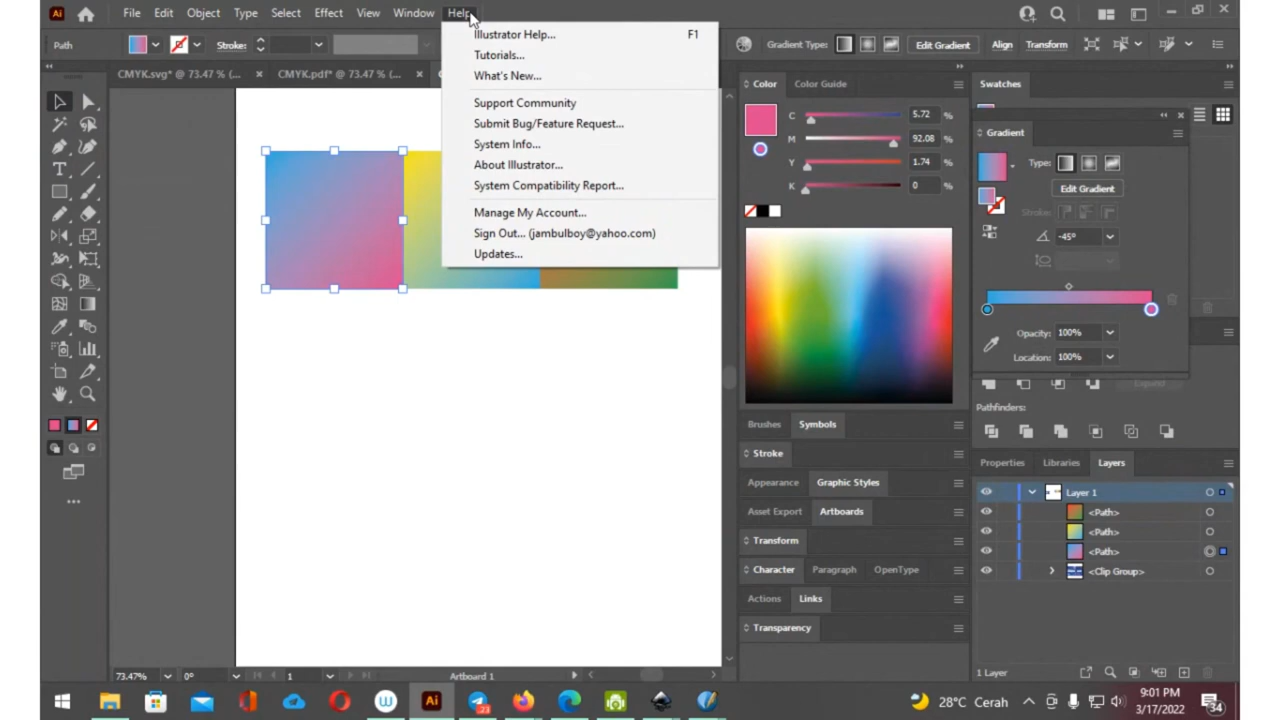 Ai File Edit Object Type Select Effect View Window Help
Path Stroke: Gradient Type: Edit Gradient Align Transform
CMYK.svg* @ 73.47 % (... × CMYK.pdf* @ 73.47 % (... ×
Illustrator Help... F1
Tutorials...
What's New...
Support Community
Submit Bug/Feature Request...
System Info...
About Illustrator...
System Compatibility Report...
Manage My Account...
Sign Out... (jambulboy@yahoo.com)
Updates...
Color Color Guide
C 5.72 %
M 92.08 %
Y 1.74 %
K 0 %
Brushes Symbols
Stroke
Appearance Graphic Styles
Asset Export Artboards
Transform
Character Paragraph OpenType
Actions Links
Transparency
Swatches
Gradient
Type:
Edit Gradient
Stroke:
-45°
Opacity: 100%
Location: 100%
Expand
Pathfinders:
Properties Libraries Layers
Layer 1
<Path>
<Path>
<Path>
<Clip Group>
1 Layer
73.47% 0° 1 Artboard 1
Ai 23 28°C Cerah 9:01 PM
3/17/2022 34